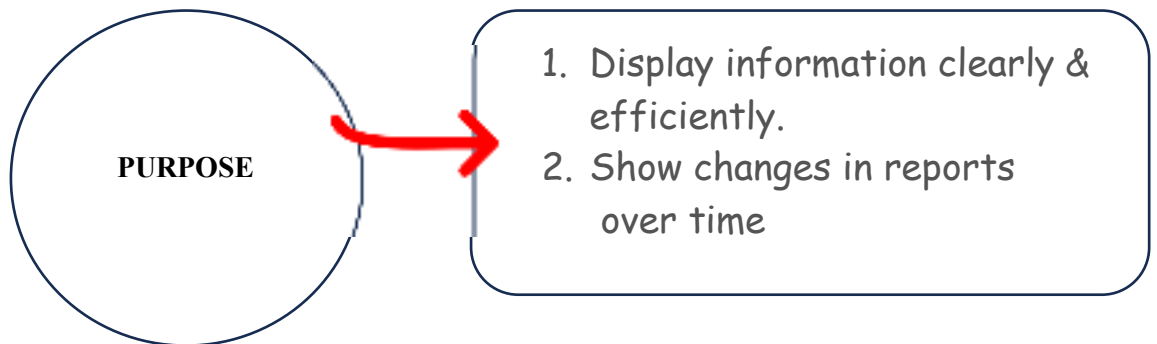 PURPOSE
1. Display information clearly &
efficiently.
2. Show changes in reports
over time